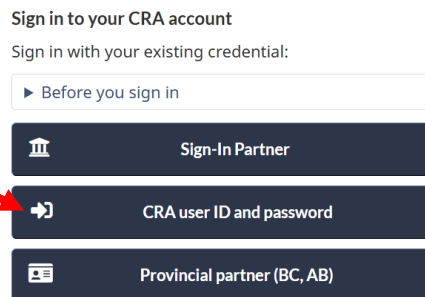 Sign in to your CRA account
Sign in with your existing credential:
Before you sign in
Sign-In Partner
CRA user ID and password
Provincial partner (BC, AB)